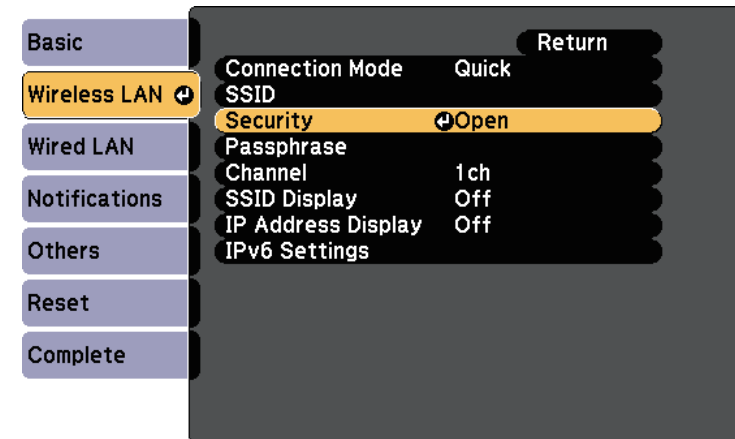 Basic
Wireless LAN
Wired LAN
Notifications
Others
Reset
Complete
Return
Connection Mode Quick
SSID
Security Open
Passphrase
Channel 1ch
SSID Display Off
IP Address Display Off
IPv6 Settings